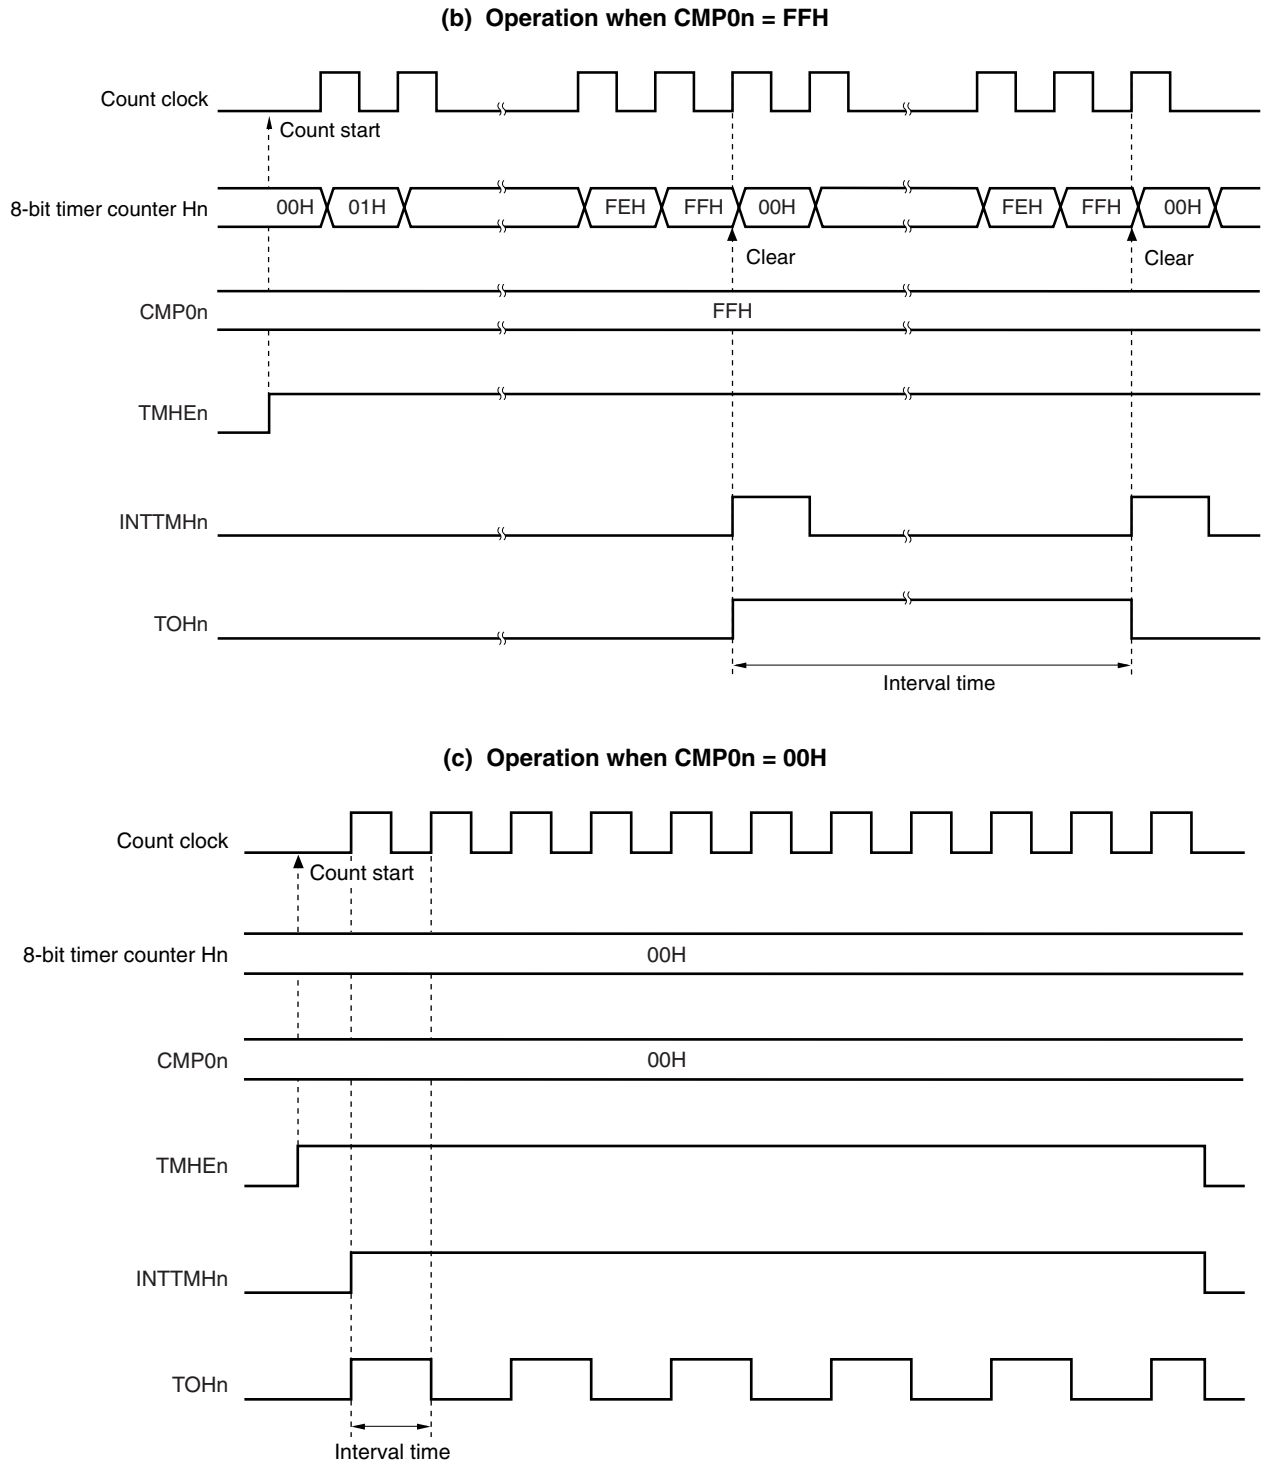 (b) Operation when CMP0n = FFH
Count clock
Count start
8-bit timer counter Hn
00H
01H
FEH
FFH
00H
FEH
FFH
00H
Clear
Clear
CMP0n
FFH
TMHEn
INTTMHn
TOHn
Interval time
(c) Operation when CMP0n = 00H
Count clock
Count start
8-bit timer counter Hn
00H
CMP0n
00H
TMHEn
INTTMHn
TOHn
Interval time